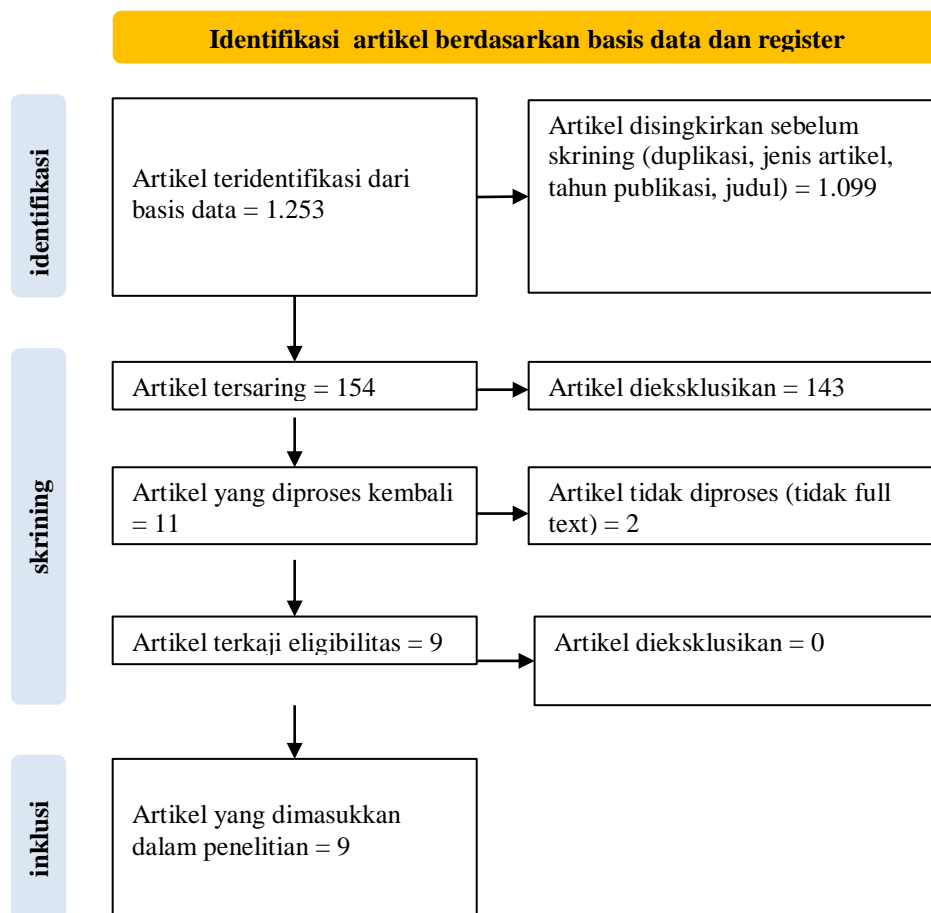 Identifikasi artikel berdasarkan basis data dan register
identifikasi
Artikel teridentifikasi dari
basis data = 1.253
Artikel disingkirkan sebelum
skrining (duplikasi, jenis artikel,
tahun publikasi, judul) = 1.099
skrining
Artikel tersaring = 154
Artikel dieksklusikan = 143
Artikel yang diproses kembali
= 11
Artikel tidak diproses (tidak full
text) = 2
Artikel terkaji eligibilitas = 9
Artikel dieksklusikan = 0
inklusi
Artikel yang dimasukkan
dalam penelitian = 9